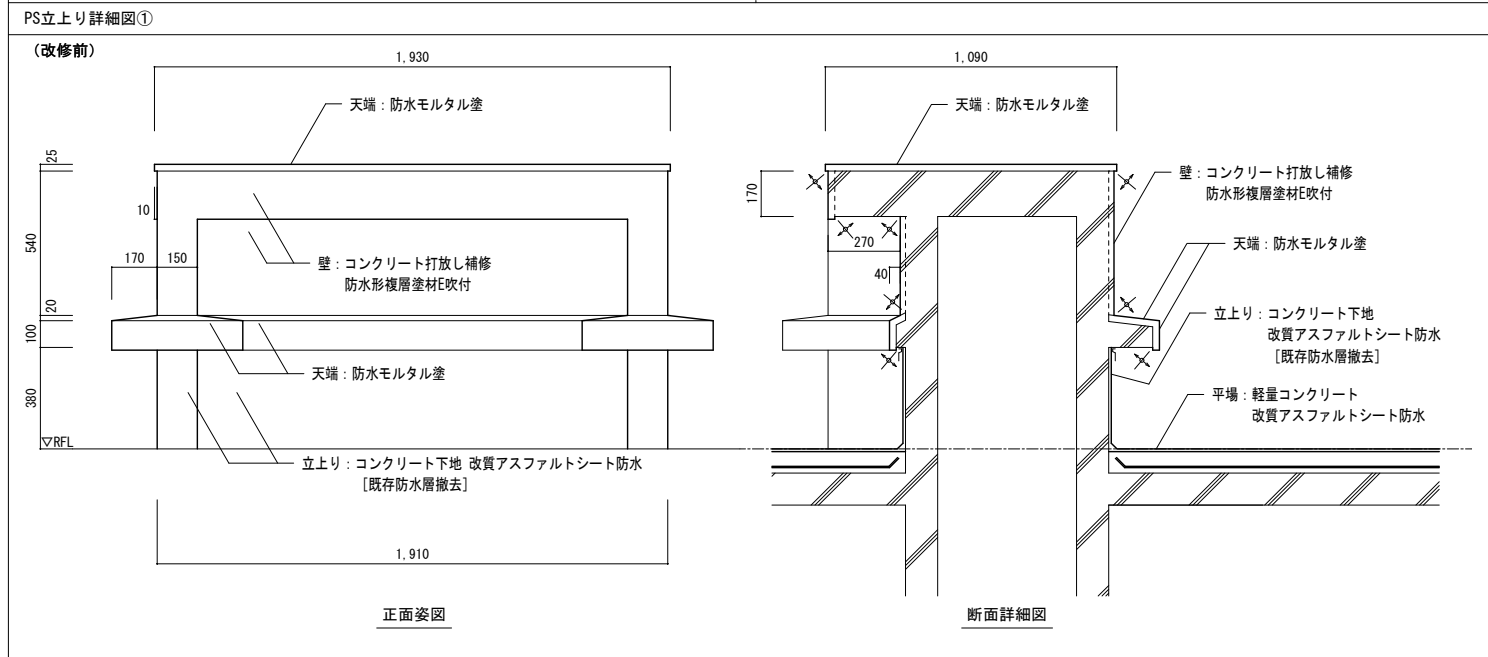 PS立上り詳細図①
(改修前)
1,930
天端：防水モルタル塗
25
10
540
170
150
壁：コンクリート打放し補修
防水形複層塗材E吹付
20
100
天端：防水モルタル塗
380
▽RFL
立上り：コンクリート下地 改質アスファルトシート防水
[既存防水層撤去]
1,910
正面姿図
1,090
天端：防水モルタル塗
170
270
40
壁：コンクリート打放し補修
防水形複層塗材E吹付
天端：防水モルタル塗
立上り：コンクリート下地
改質アスファルトシート防水
[既存防水層撤去]
平場：軽量コンクリート
改質アスファルトシート防水
断面詳細図